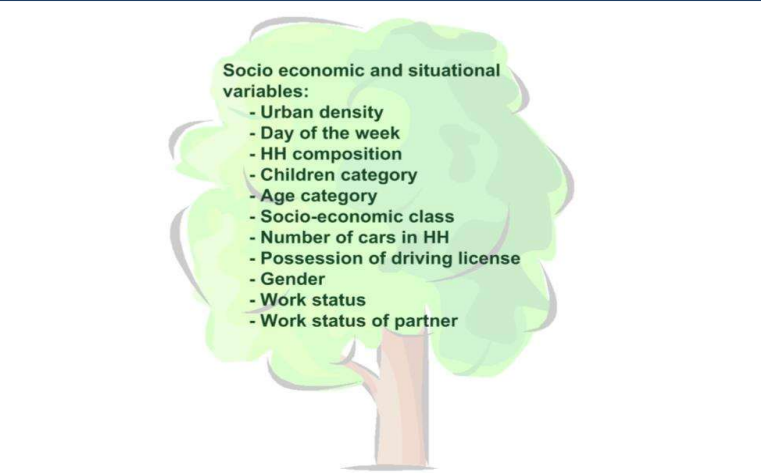 Socio economic and situational
variables:
- Urban density
- Day of the week
- HH composition
- Children category
- Age category
- Socio-economic class
- Number of cars in HH
- Possession of driving license
- Gender
- Work status
- Work status of partner